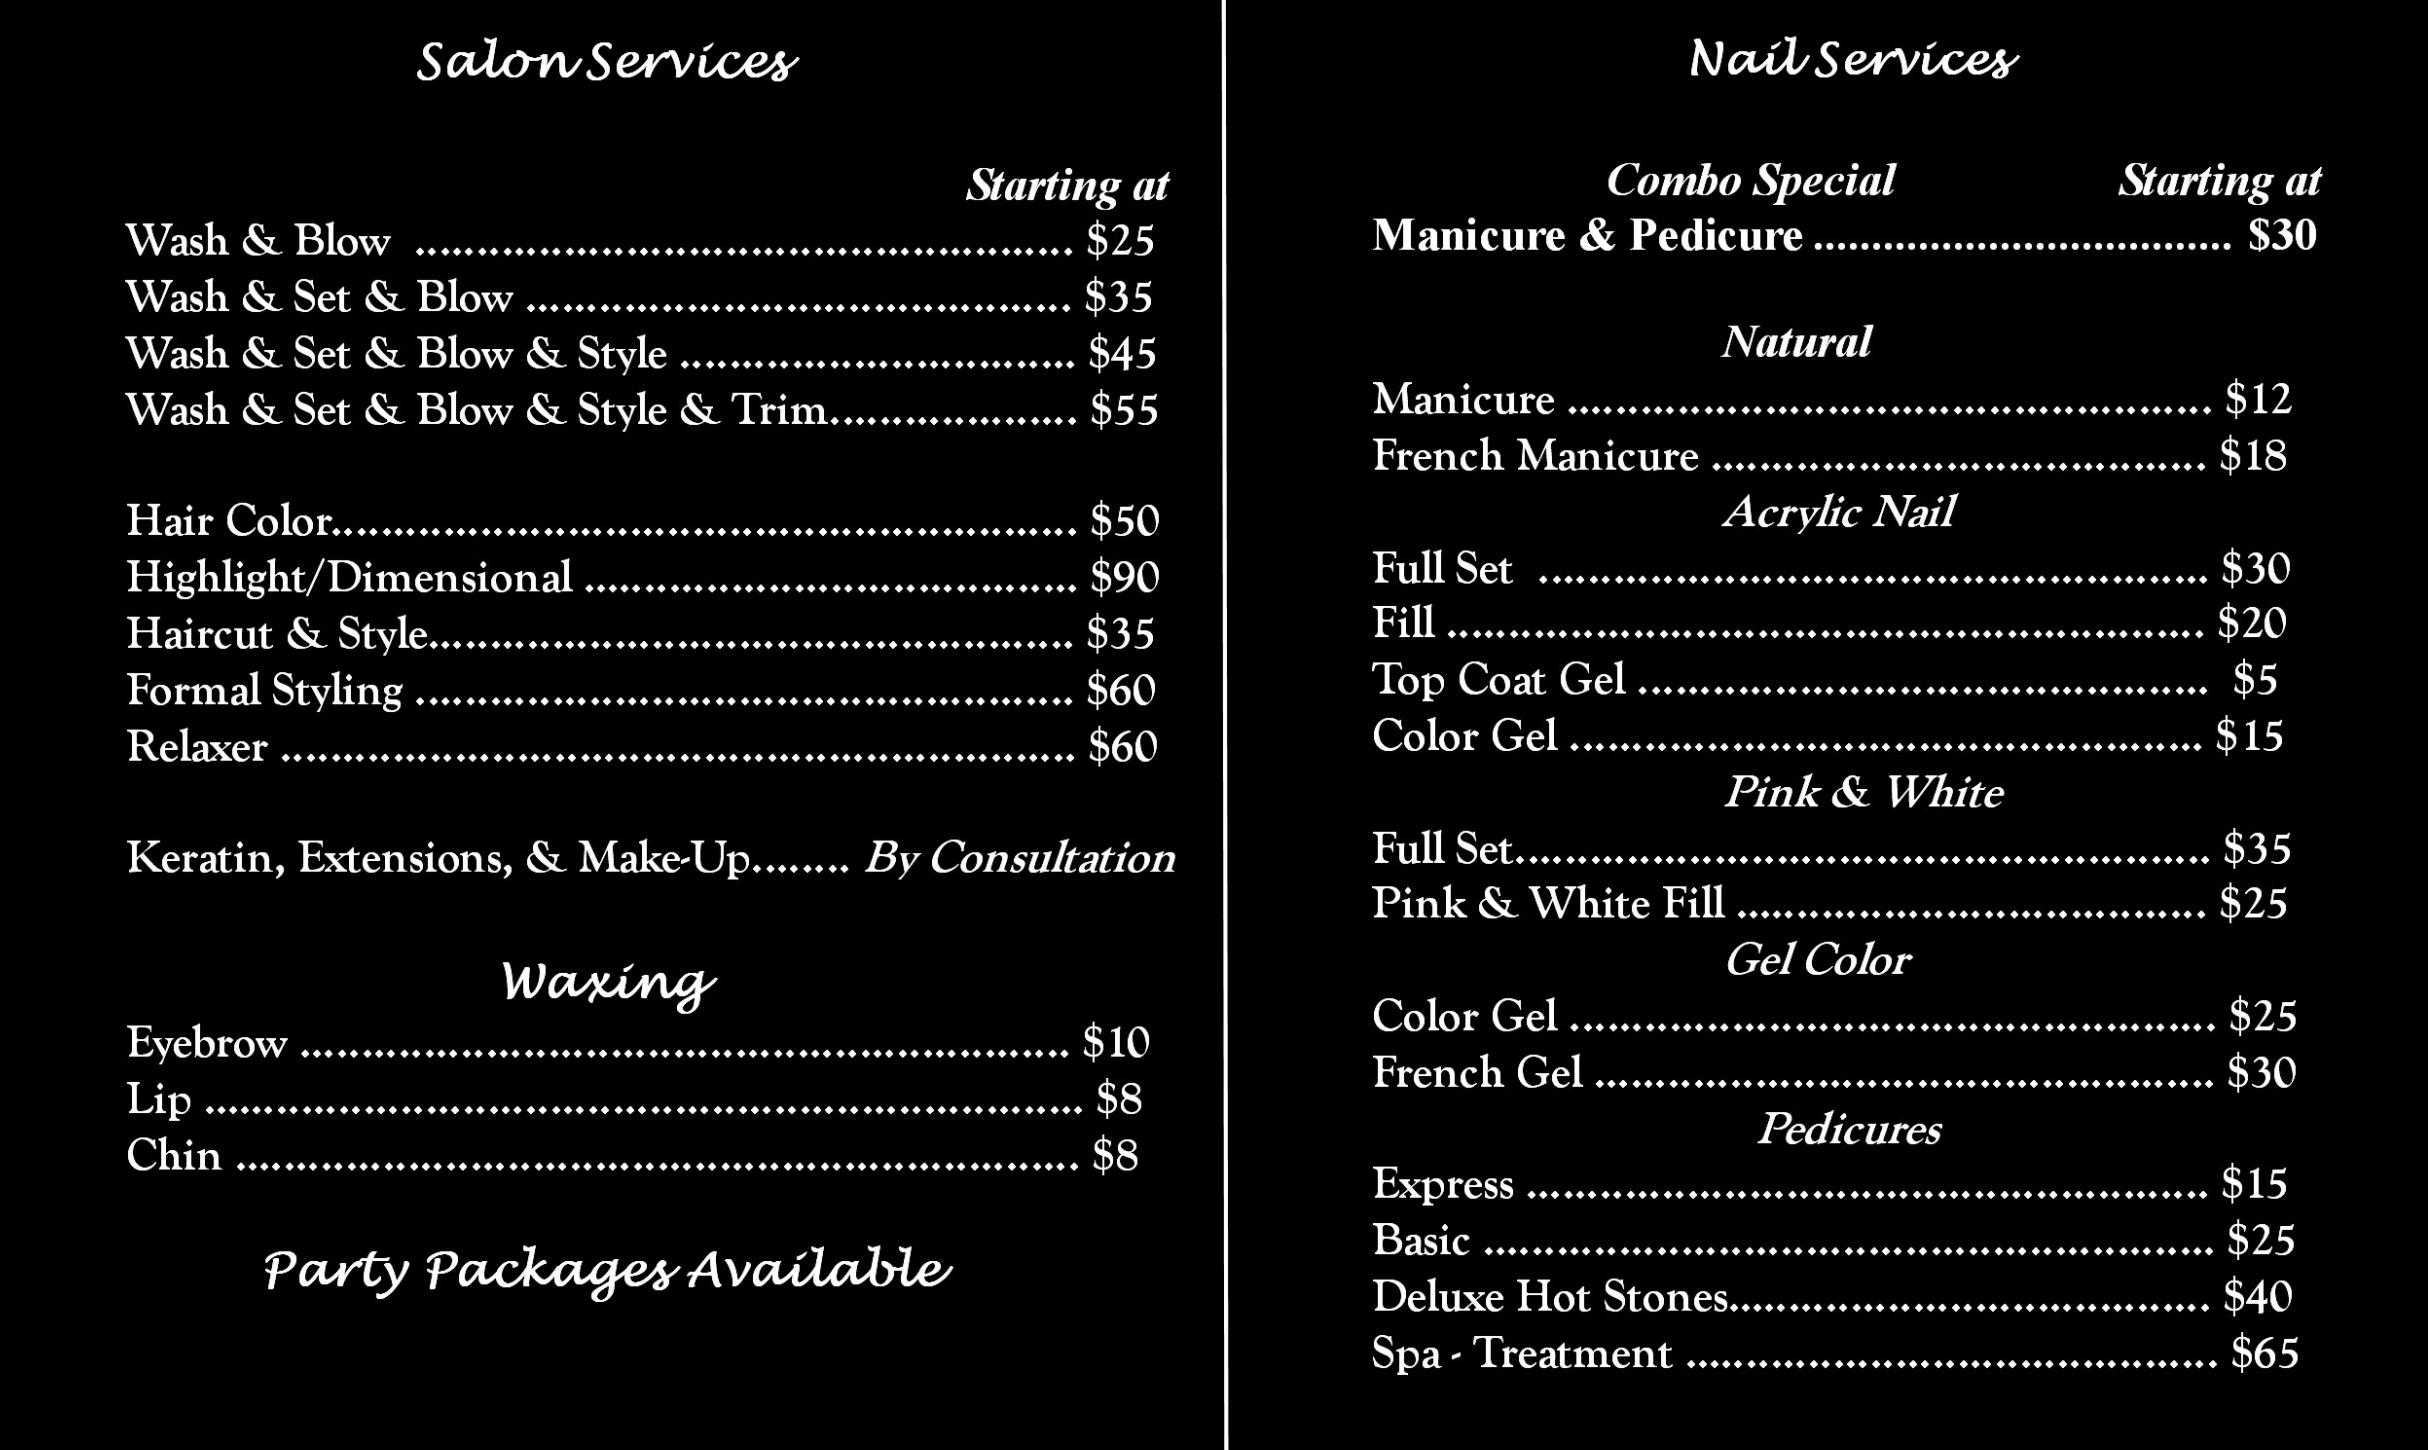 Salon Services
Starting at
Wash & Blow ..................................................... $25
Wash & Set & Blow ............................................ $35
Wash & Set & Blow & Style ................................ $45
Wash & Set & Blow & Style & Trim.................... $55
Hair Color............................................................ $50
Highlight/Dimensional ........................................ $90
Haircut & Style.................................................... $35
Formal Styling ..................................................... $60
Relaxer ................................................................ $60
Keratin, Extensions, & Make-Up........ By Consultation
Waxing
Eyebrow .............................................................. $10
Lip ....................................................................... $8
Chin .................................................................... $8
Party Packages Available
Nail Services
Combo Special Starting at
Manicure & Pedicure .................................... $30
Natural
Manicure .................................................... $12
French Manicure ........................................ $18
Acrylic Nail
Full Set ...................................................... $30
Fill ............................................................. $20
Top Coat Gel .............................................. $5
Color Gel ................................................... $15
Pink & White
Full Set........................................................ $35
Pink & White Fill ...................................... $25
Gel Color
Color Gel .................................................... $25
French Gel .................................................. $30
Pedicures
Express ....................................................... $15
Basic ........................................................... $25
Deluxe Hot Stones....................................... $40
Spa - Treatment ........................................... $65